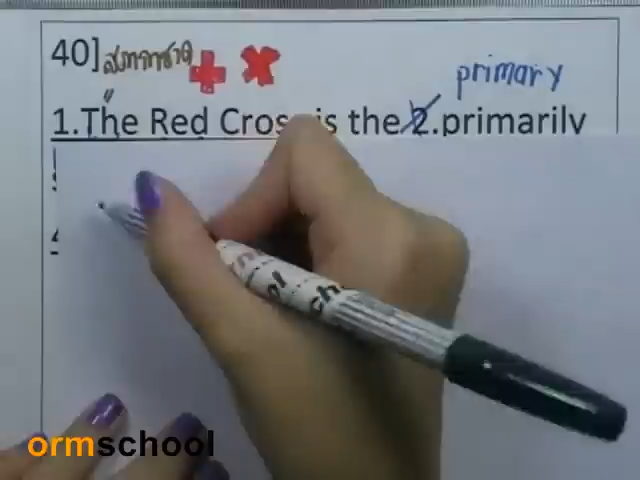 40] สภากาชาด
primary
1.The Red Cross is the 2.primarily
ormschool